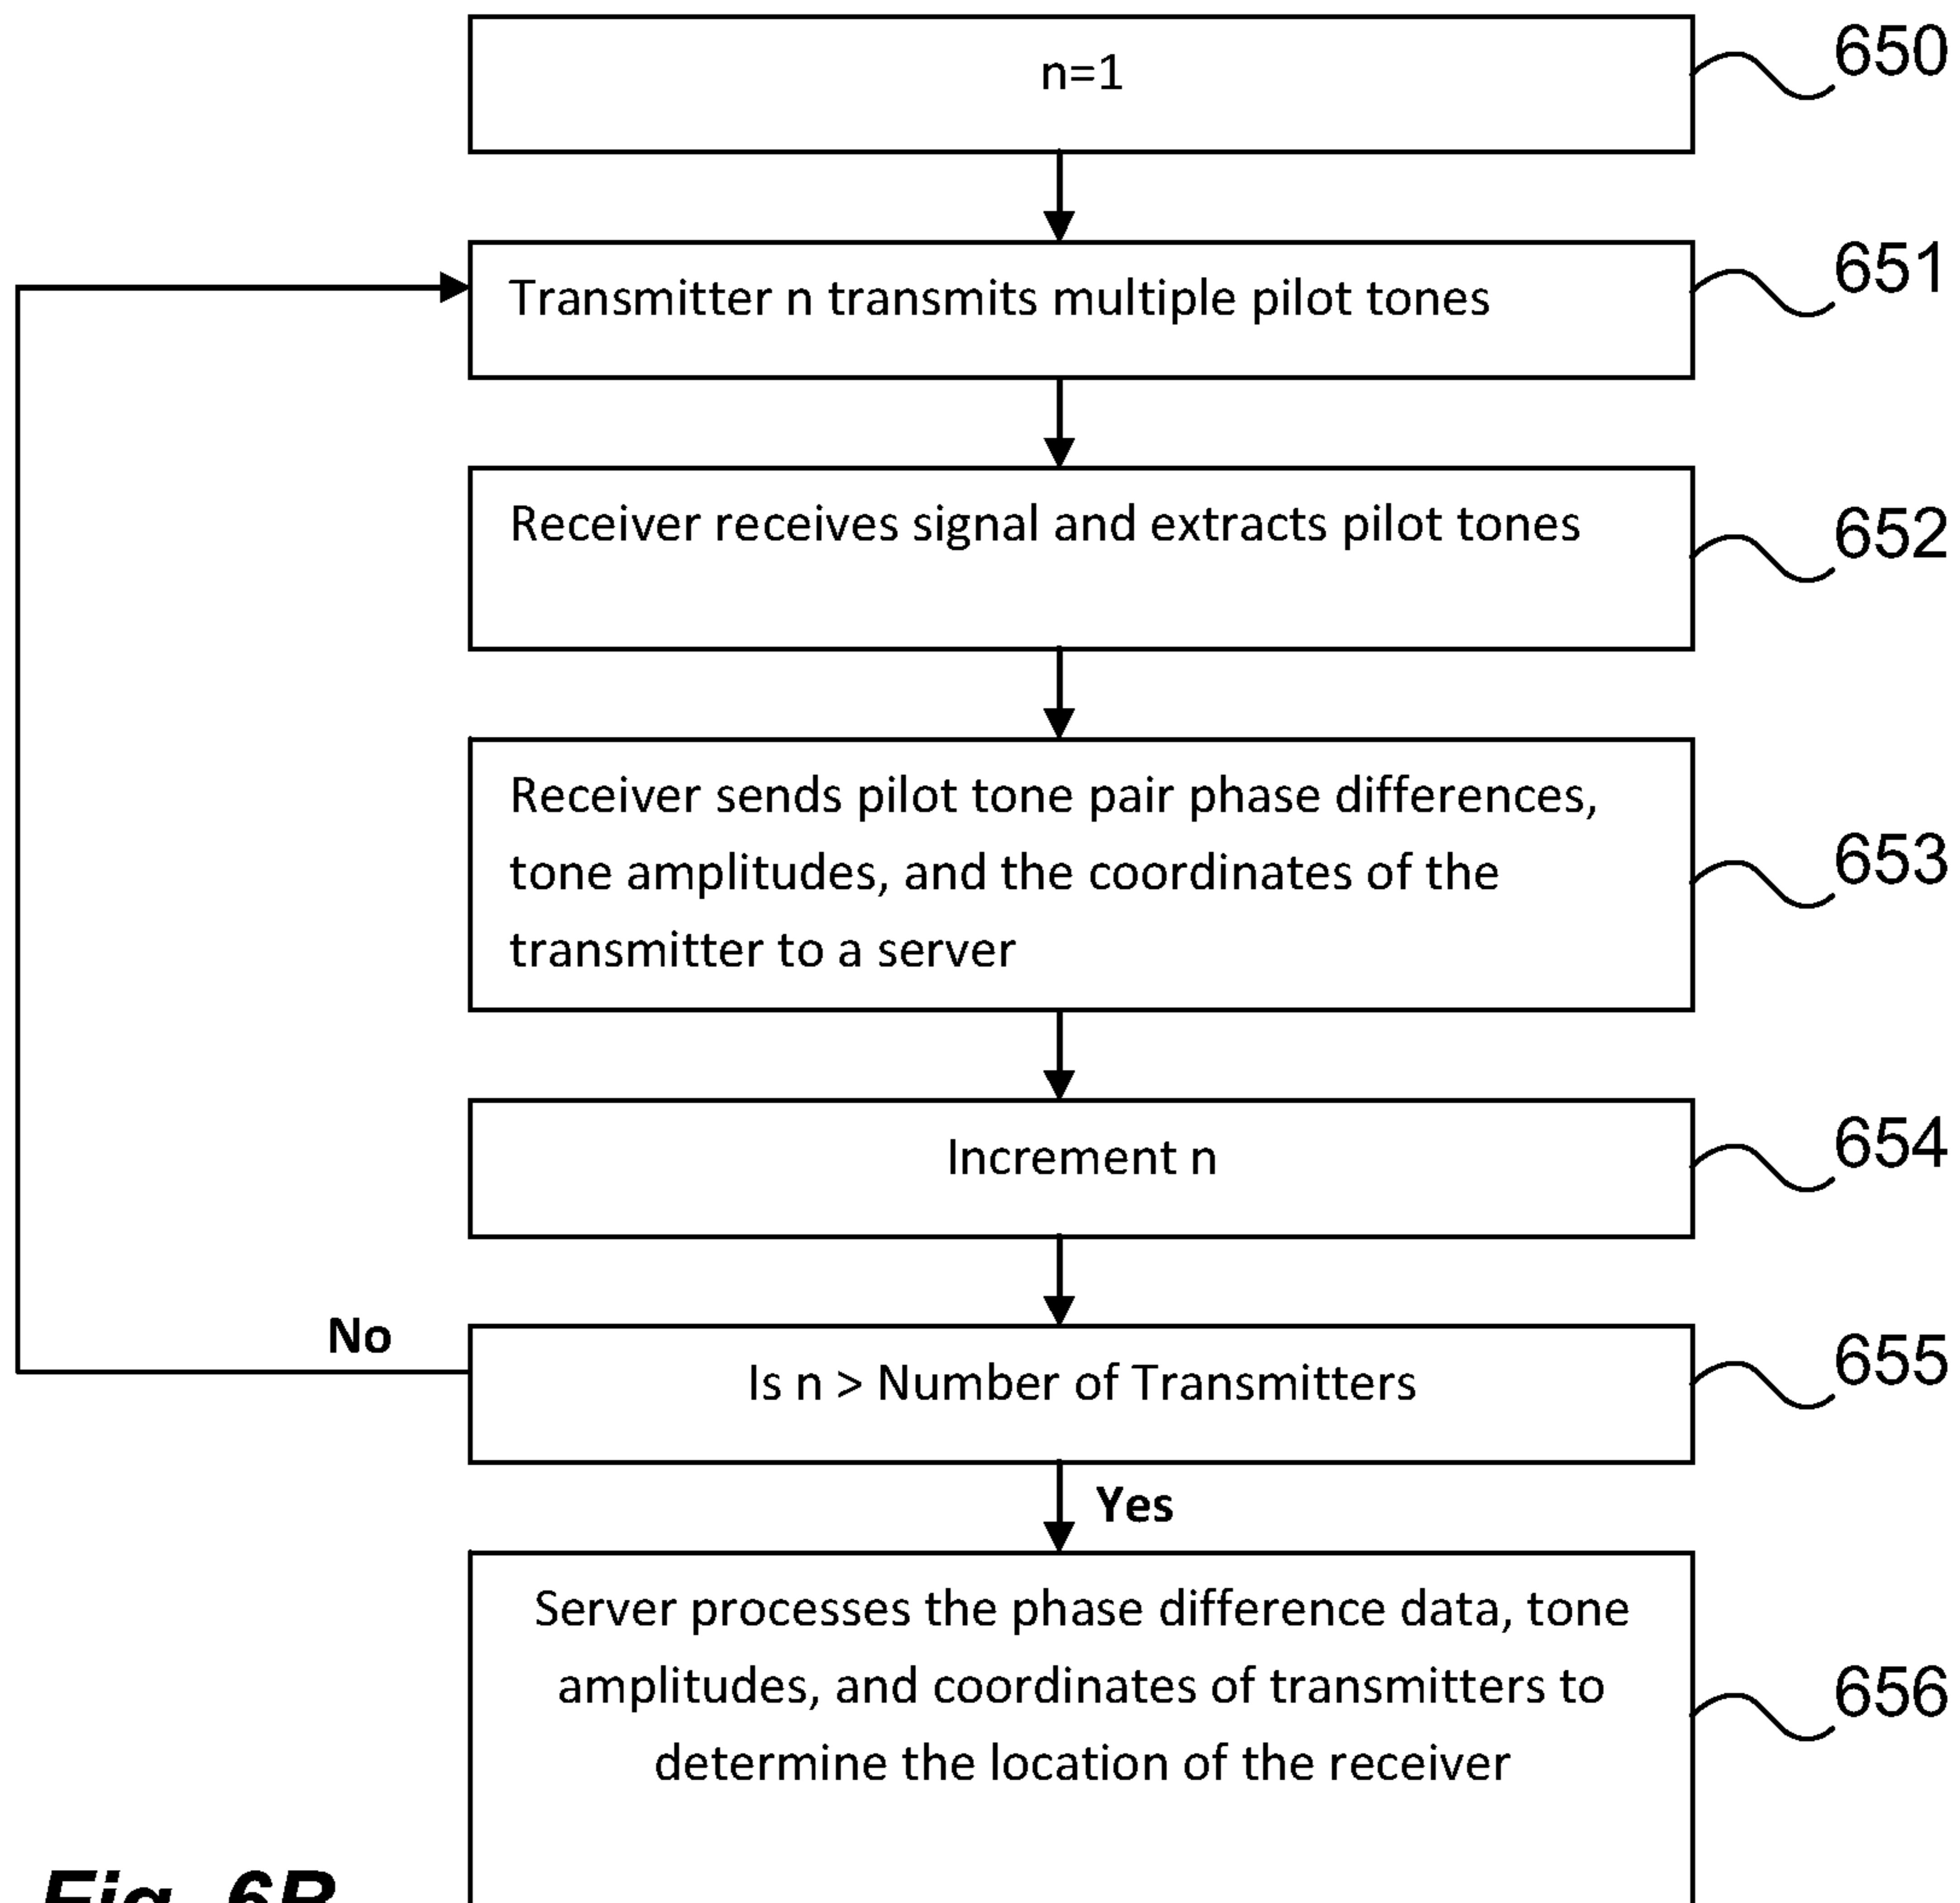 n=1
650
Transmitter n transmits multiple pilot tones
651
Receiver receives signal and extracts pilot tones
652
Receiver sends pilot tone pair phase differences,
tone amplitudes, and the coordinates of the
transmitter to a server
653
Increment n
654
No
Is n > Number of Transmitters
655
Yes
Server processes the phase difference data, tone
amplitudes, and coordinates of transmitters to
determine the location of the receiver
656
Fig. 6B